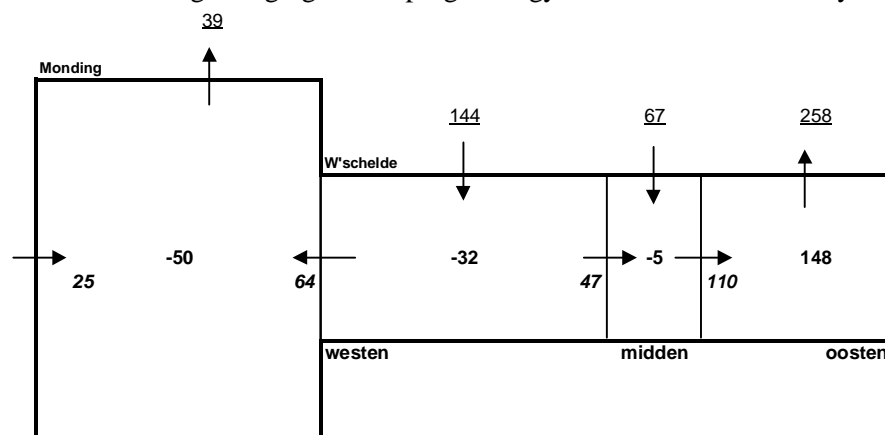 39
Monding
144 67 258
W'schelde
-50 -32 -5 148
25 64 47 110
westen midden oosten